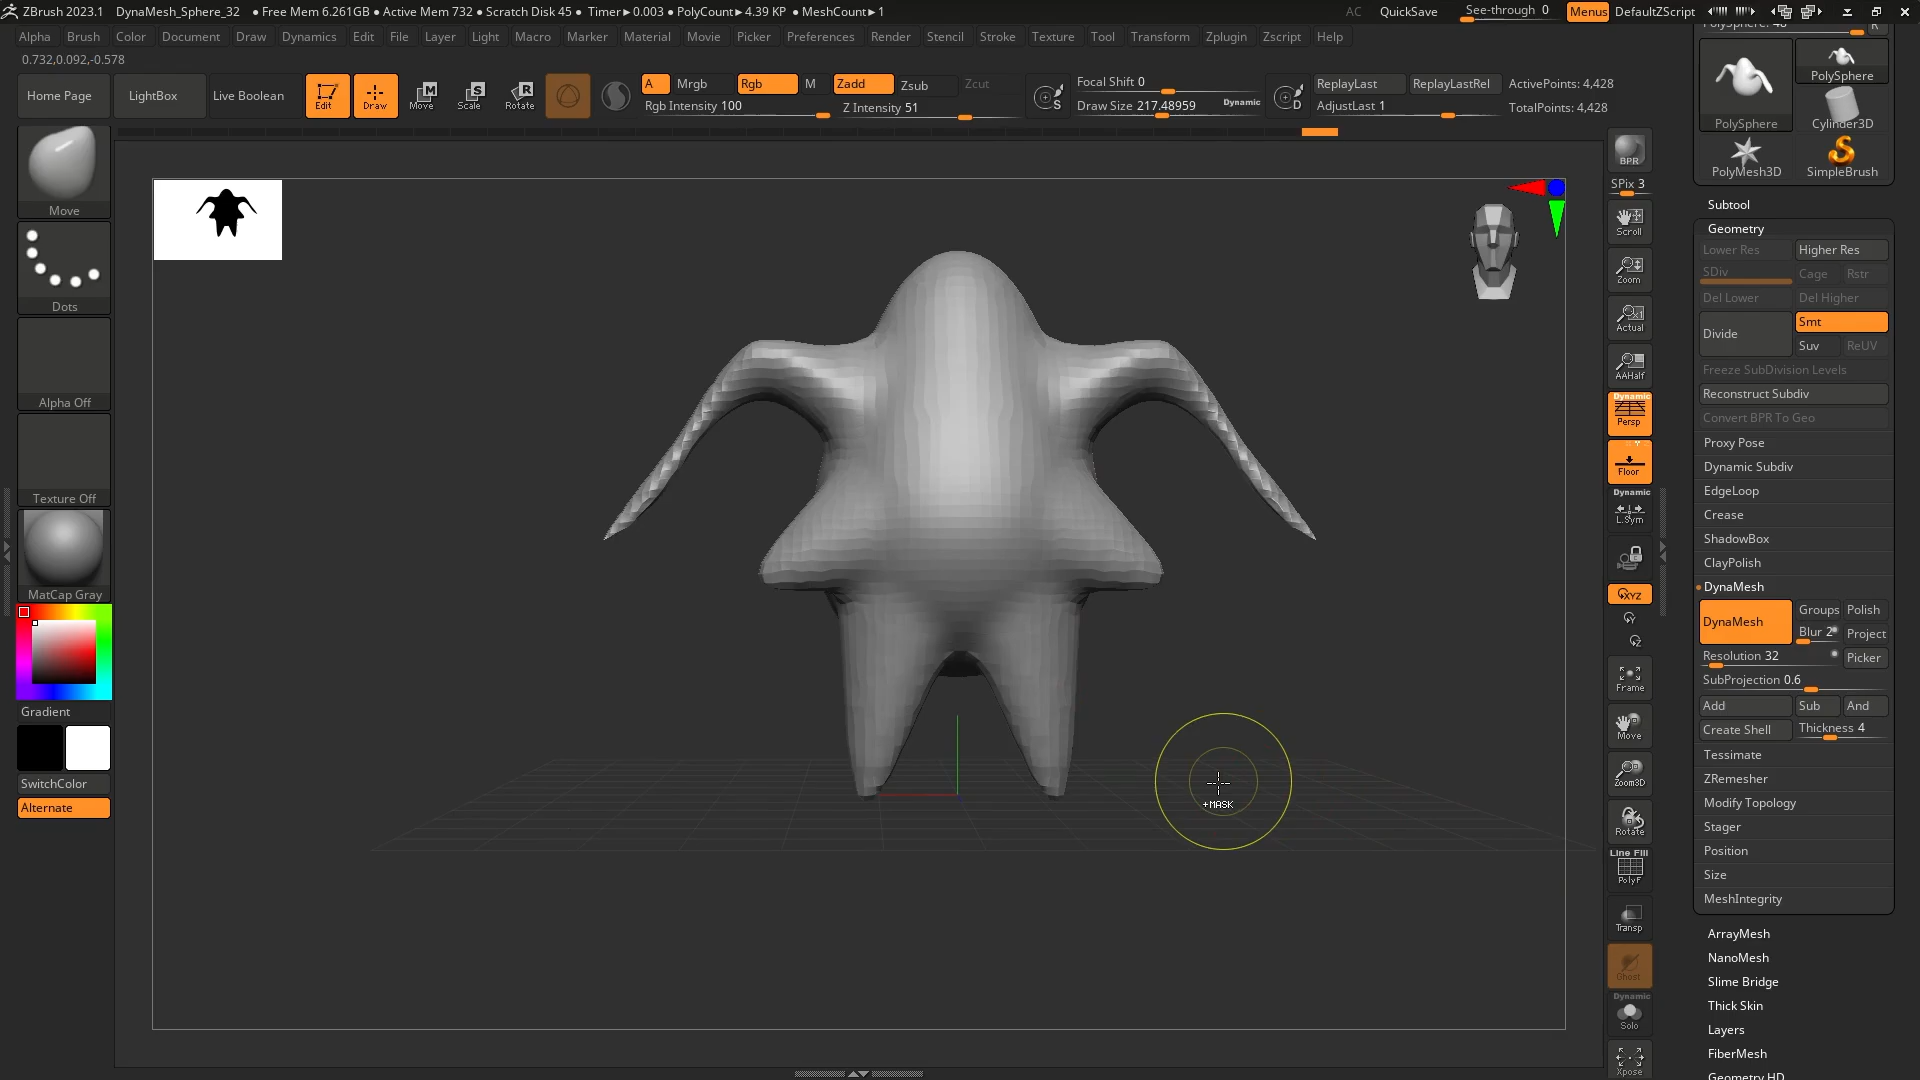 ZBrush 2023.1 DynaMesh_Sphere_32 • Free Mem 6.261GB • Active Mem 732 • Scratch Disk 45 • Timer►0.003 • PolyCount►4.39 KP • MeshCount►1 AC QuickSave See-through 0 Menus DefaultZScript
Alpha Brush Color Document Draw Dynamics Edit File Layer Light Macro Marker Material Movie Picker Preferences Render Stencil Stroke Texture Tool Transform Zplugin Zscript Help
0.732,0.092,-0.578
Home Page LightBox Live Boolean Edit Draw Move Scale Rotate
A Mrgb Rgb M Zadd Zsub Zcut
Rgb Intensity 100 Z Intensity 51
Focal Shift 0
Draw Size 217.48959 Dynamic
ReplayLast ReplayLastRel ActivePoints: 4,428
AdjustLast 1 TotalPoints: 4,428
Move
Dots
Alpha Off
Texture Off
MatCap Gray
Gradient
SwitchColor
Alternate
+MASK
BPR
SPix 3
Scroll
Zoom
Actual
AAHalf
Dynamic
Persp
Floor
Dynamic
L.Sym
XYZ
Y
Z
Frame
Move
Zoom3D
Rotate
Line Fill
PolyF
Transp
Ghost
Dynamic
Solo
Xpose
PolySphere. 48 R
PolySphere
PolySphere
Cylinder3D
PolyMesh3D
SimpleBrush
Subtool
Geometry
Lower Res Higher Res
SDiv Cage Rstr
Del Lower Del Higher
Divide Smt
Suv ReUV
Freeze SubDivision Levels
Reconstruct Subdiv
Convert BPR To Geo
Proxy Pose
Dynamic Subdiv
EdgeLoop
Crease
ShadowBox
ClayPolish
DynaMesh
DynaMesh Groups Polish
Blur 2 Project
Resolution 32 Picker
SubProjection 0.6
Add Sub And
Create Shell Thickness 4
Tessimate
ZRemesher
Modify Topology
Stager
Position
Size
MeshIntegrity
ArrayMesh
NanoMesh
Slime Bridge
Thick Skin
Layers
FiberMesh
Geometry HD